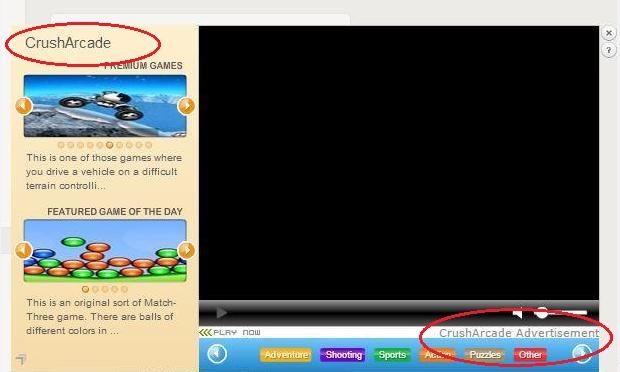 CrushArcade
PREMIUM GAMES
This is one of those games where
you drive a vehicle on a difficult
terrain controlli...
FEATURED GAME OF THE DAY
This is an original sort of Match-
Three game. There are balls of
different colors in ...
?
PLAY NOW
CrushArcade Advertisement
Adventure Shooting Sports Action Puzzles Other